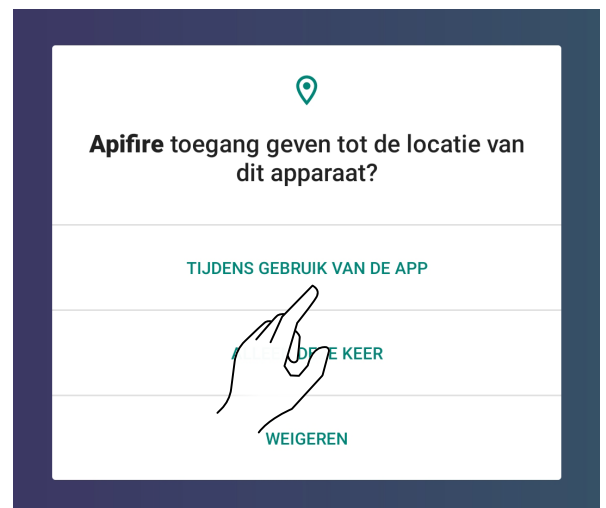 Apifire toegang geven tot de locatie van
dit apparaat?
TIJDENS GEBRUIK VAN DE APP
KEER
WEIGEREN